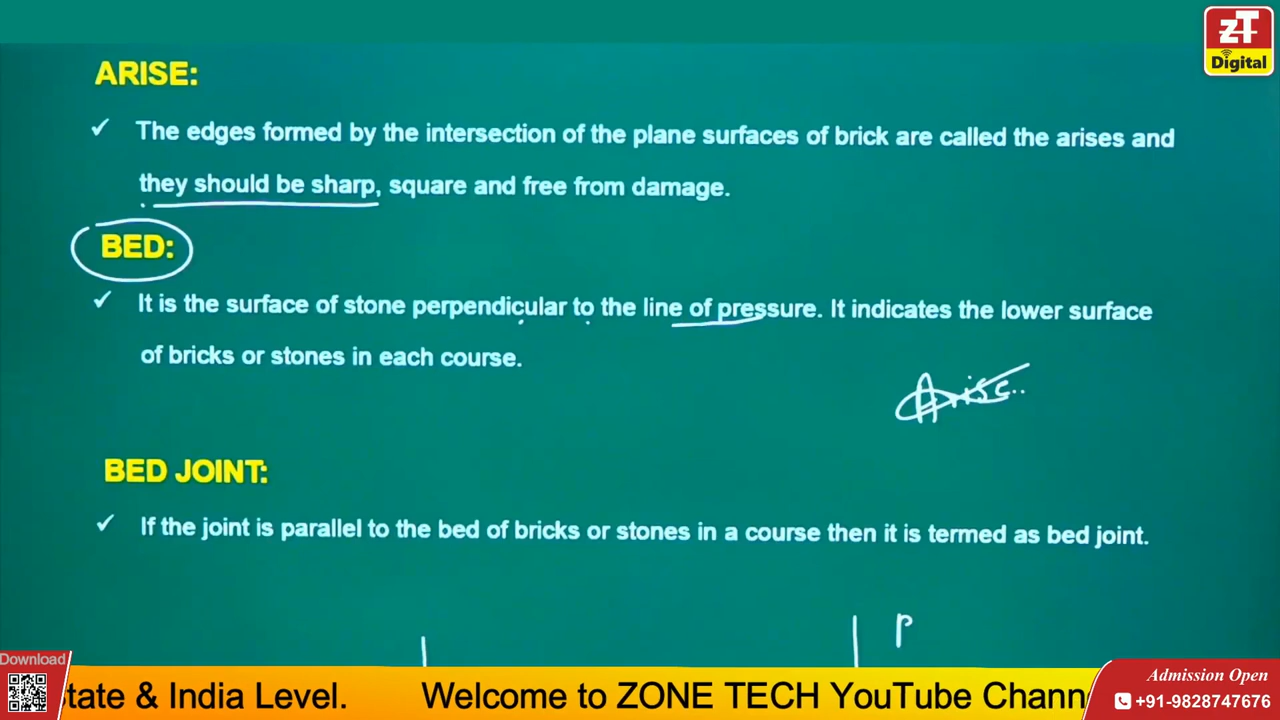 ZT
Digital
ARISE:
✓ The edges formed by the intersection of the plane surfaces of brick are called the arises and
they should be sharp, square and free from damage.
BED:
✓ It is the surface of stone perpendicular to the line of pressure. It indicates the lower surface
of bricks or stones in each course.
BED JOINT:
✓ If the joint is parallel to the bed of bricks or stones in a course then it is termed as bed joint.
P
Download
tate & India Level. Welcome to ZONE TECH YouTube Chann
Admission Open
+91-9828747676